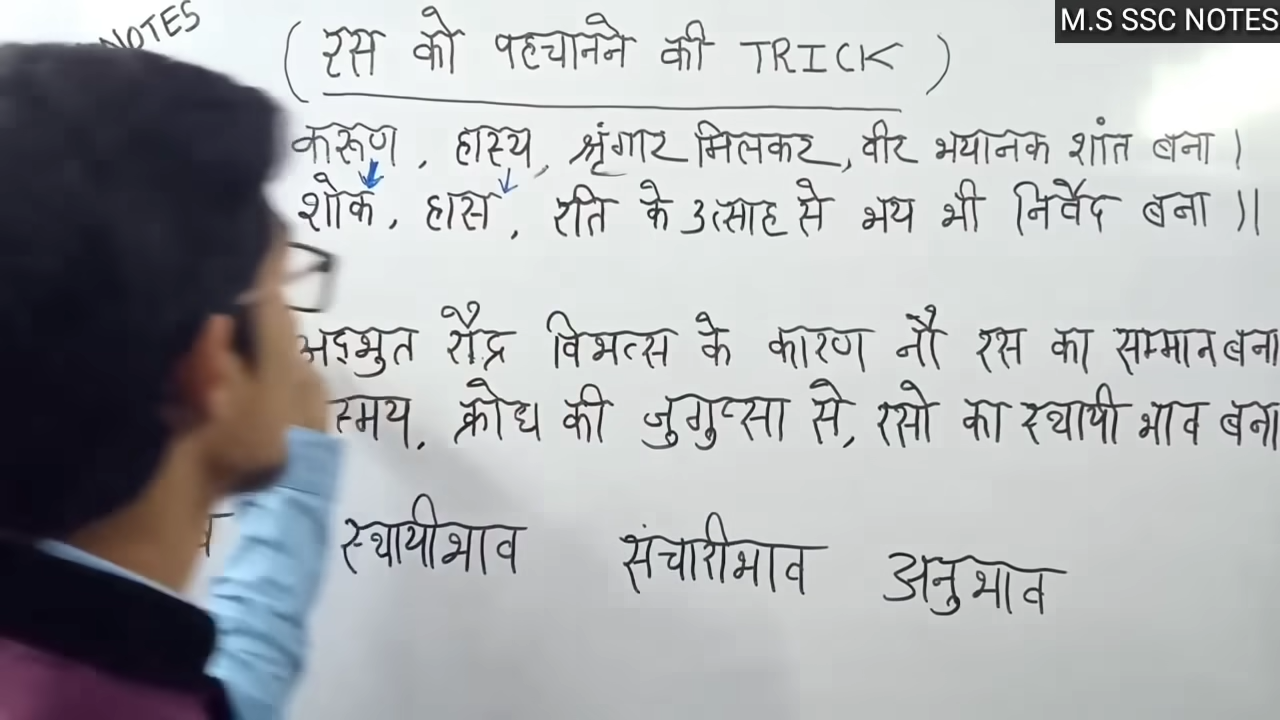 M.S SSC NOTES
NOTES
( रस को पहचानने की TRICK )
करूण, हास्य, श्रृंगार मिलकर, वीर भयानक शांत बना ।
शोक, हास, रति के उत्साह से भय भी निर्वेद बना ।।
अद्भुत रौद्र विभत्स के कारण नौ रस का सम्मान बना
स्मय, क्रोध की जुगुप्सा से, रसो का स्थायी भाव बना
व स्थायीभाव संचारीभाव अनुभाव